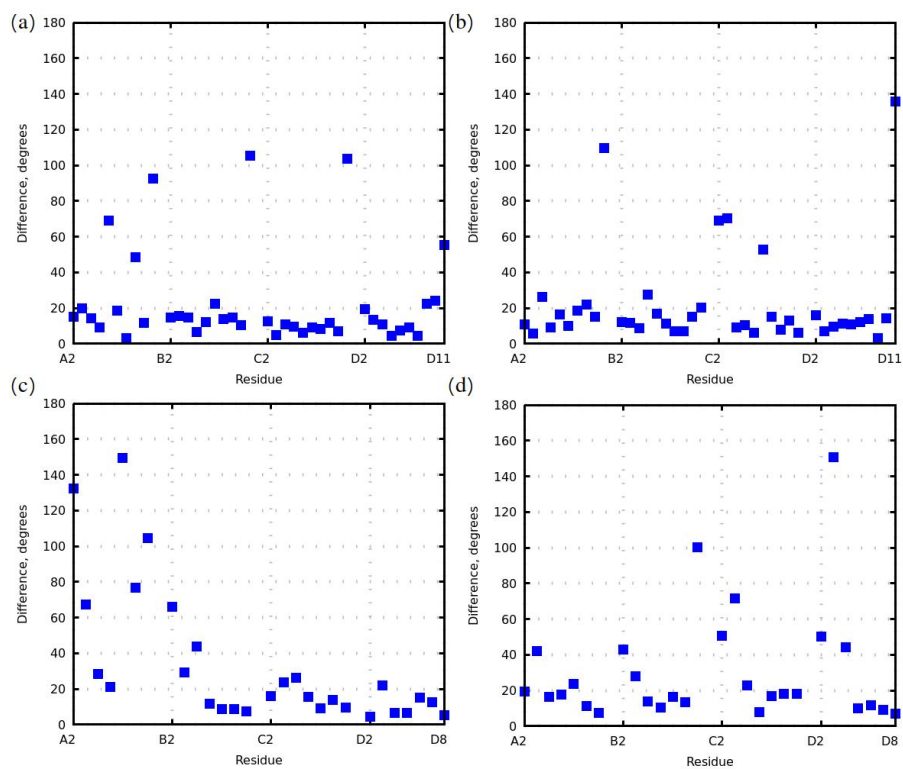 (a)
180
160
140
120
100
80
60
40
20
0
Difference, degrees
A2 B2 C2 D2 D11
Residue
(b)
180
160
140
120
100
80
60
40
20
0
Difference, degrees
A2 B2 C2 D2 D11
Residue
(c)
180
160
140
120
100
80
60
40
20
0
Difference, degrees
A2 B2 C2 D2 D8
Residue
(d)
180
160
140
120
100
80
60
40
20
0
Difference, degrees
A2 B2 C2 D2 D8
Residue